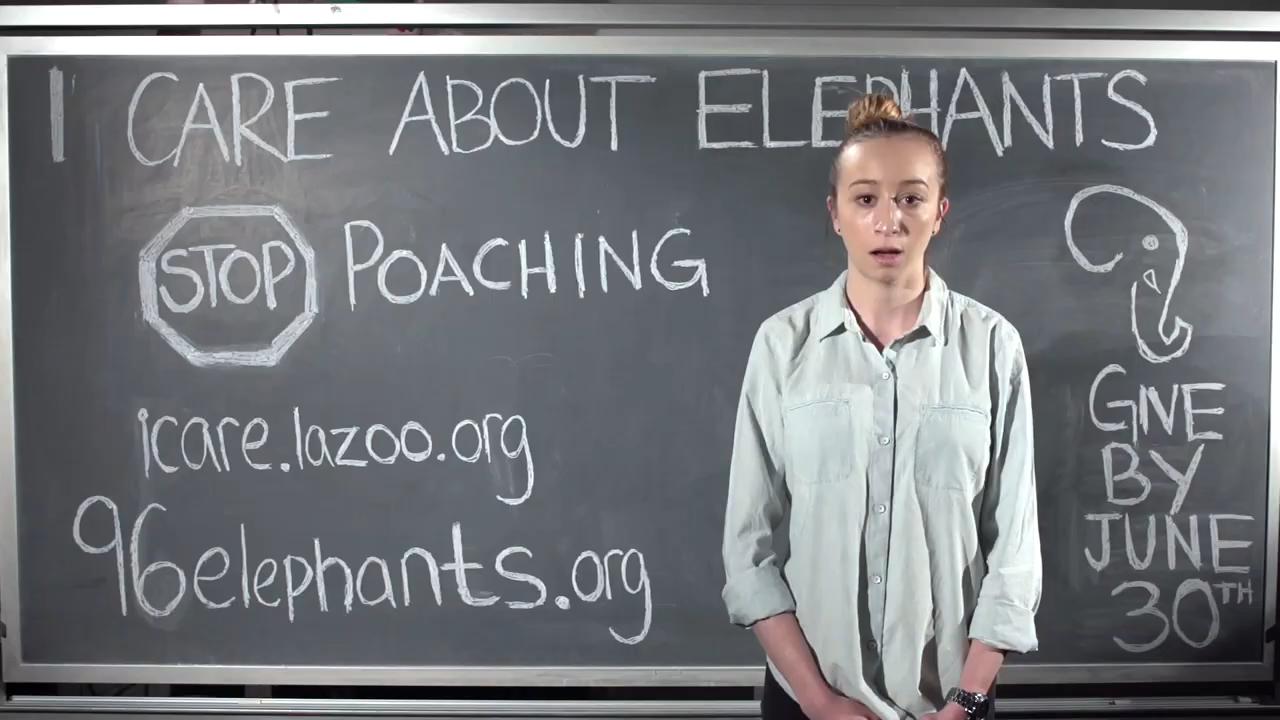 I CARE ABOUT ELEPHANTS
STOP POACHING
icare.lazoo.org
96elephants.org
GIVE
BY
JUNE
30TH